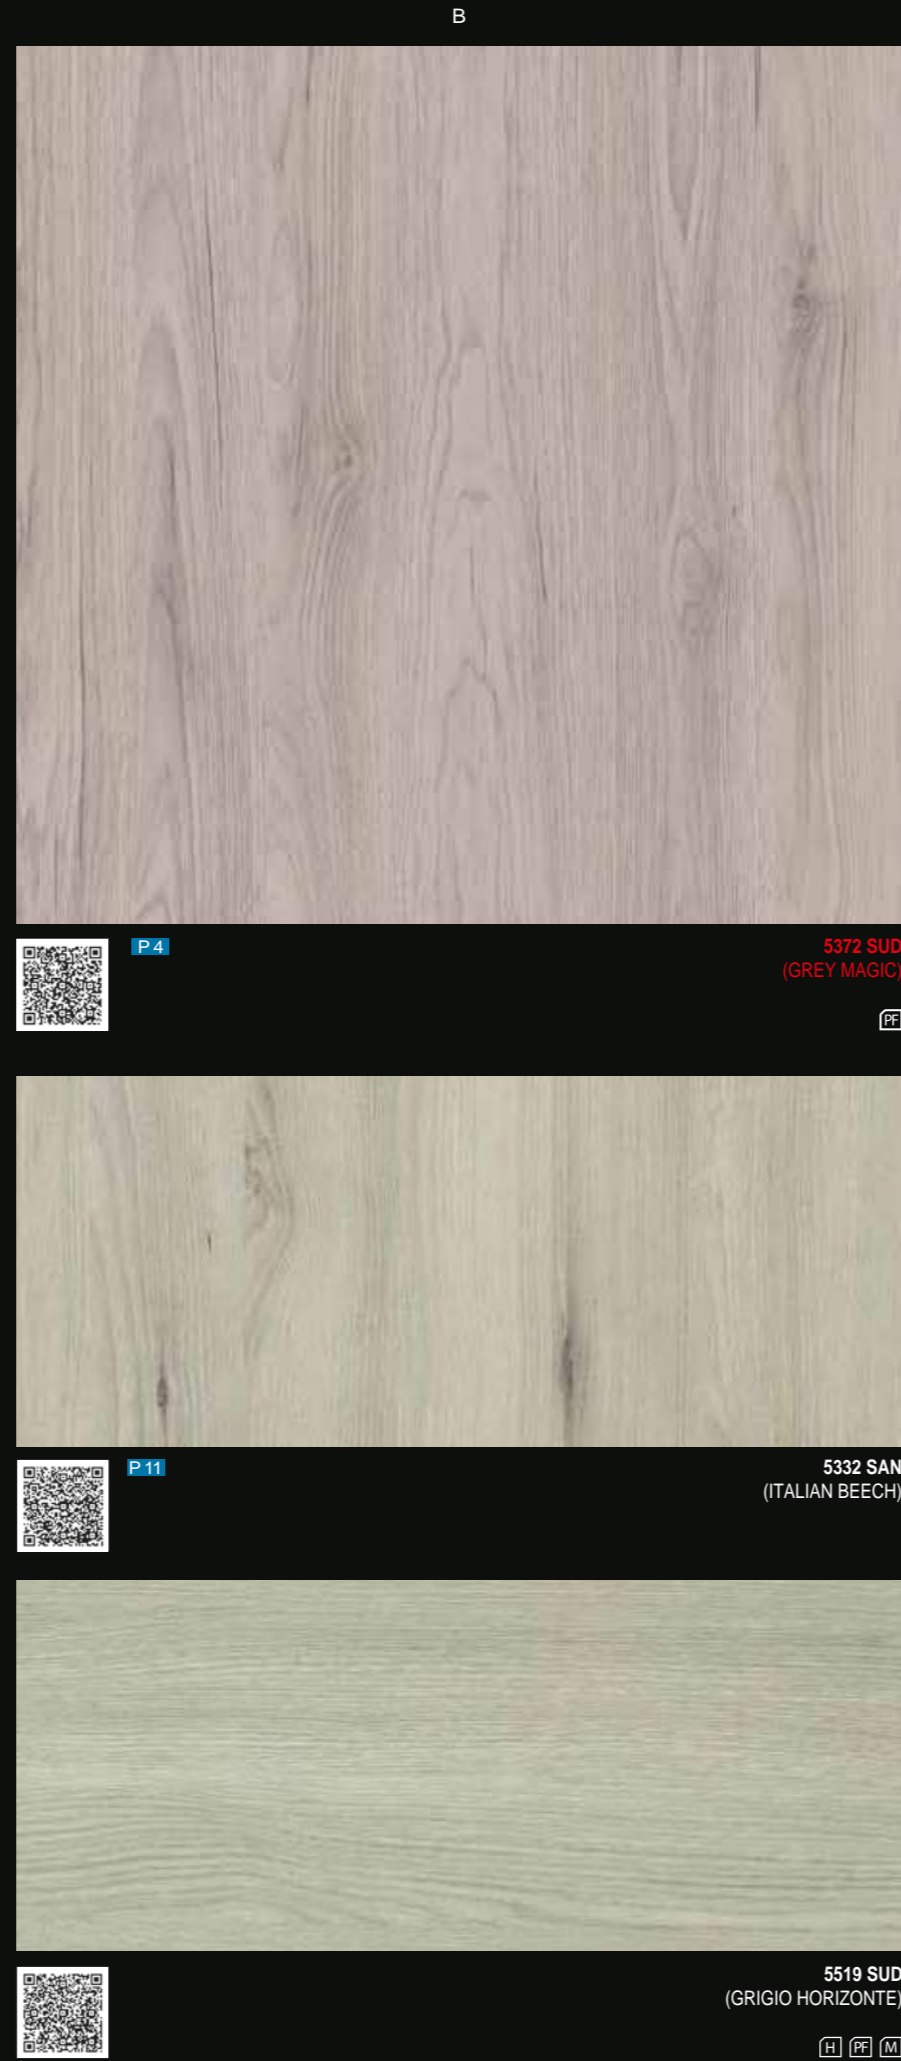 B
P 4
5372 SUD
(GREY MAGIC)
PF
P 11
5332 SAN
(ITALIAN BEECH)
5519 SUD
(GRIGIO HORIZONTE)
H PF M